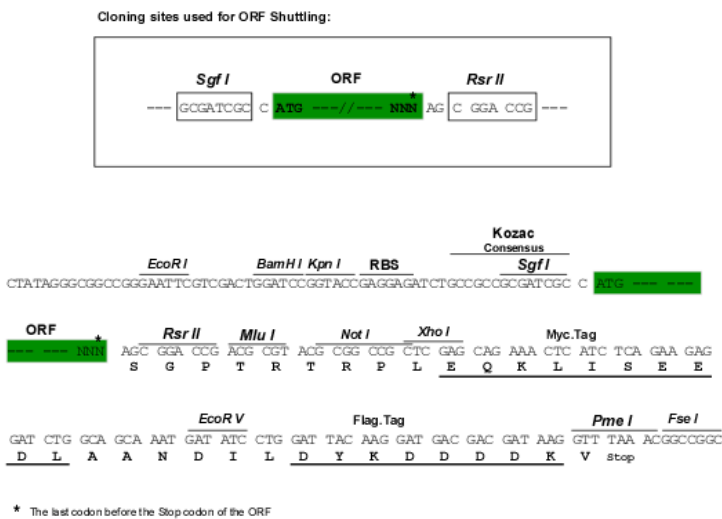 Cloning sites used for ORF Shuttling:
Sgf I ORF Rsr II
*
--- GCGATCGC C ATG ---//--- NNN AG C GGA CCG ---
Kozac
Consensus
EcoR I BamH I Kpn I RBS Sgf I
CTATAGGGCGGCCGGGAATTCGTCGACTGGATCCGGTACCGAGGAGATCTGCCGCCGCGATCGC C ATG --- ---
ORF * Rsr II Mlu I Not I Xho I Myc.Tag
--- --- NNN AGC GGA CCG ACG CGT ACG CGG CCG CTC GAG CAG AAA CTC ATC TCA GAA GAG
S G P T R T R P L E Q K L I S E E
EcoR V Flag.Tag Pme I Fse I
GAT CTG GCA GCA AAT GAT ATC CTG GAT TAC AAG GAT GAC GAC GAT AAG GTT TAA ACGGCCGGC
D L A A N D I L D Y K D D D D K V Stop
* The last codon before the Stop codon of the ORF